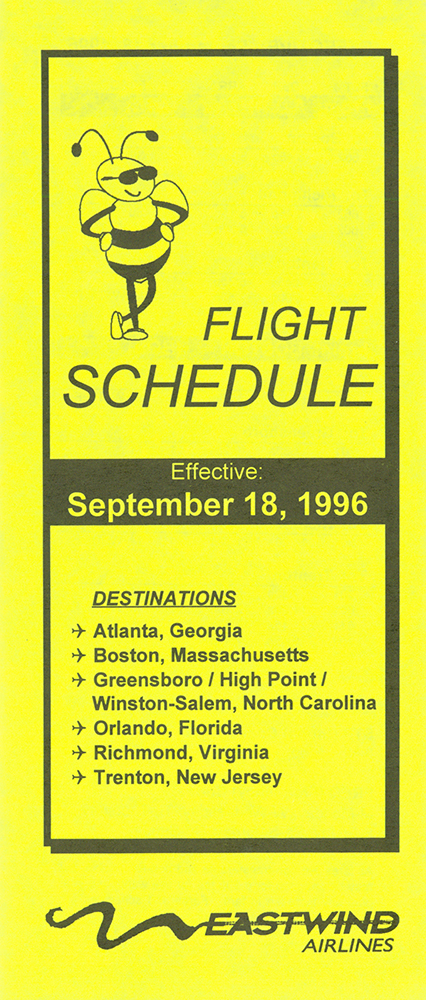 FLIGHT
SCHEDULE
Effective:
September 18, 1996
DESTINATIONS
Atlanta, Georgia
Boston, Massachusetts
Greensboro / High Point /
Winston-Salem, North Carolina
Orlando, Florida
Richmond, Virginia
Trenton, New Jersey
EASTWIND
AIRLINES